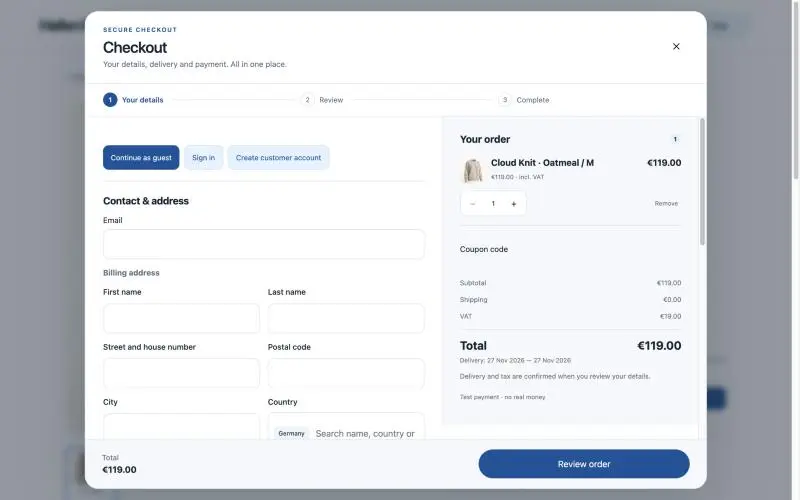 SECURE CHECKOUT
Checkout
Your details, delivery and payment. All in one place.
1 Your details
2 Review
3 Complete
Continue as guest
Sign in
Create customer account
Contact & address
Email
Billing address
First name
Last name
Street and house number
Postal code
City
Country
Germany
Search name, country or
Your order
1
Cloud Knit · Oatmeal / M
€119.00
€119.00 · incl. VAT
− 1 +
Remove
Coupon code
Subtotal
€119.00
Shipping
€0.00
VAT
€19.00
Total
€119.00
Delivery: 27 Nov 2026 — 27 Nov 2026
Delivery and tax are confirmed when you review your details.
Test payment · no real money
Total
€119.00
Review order